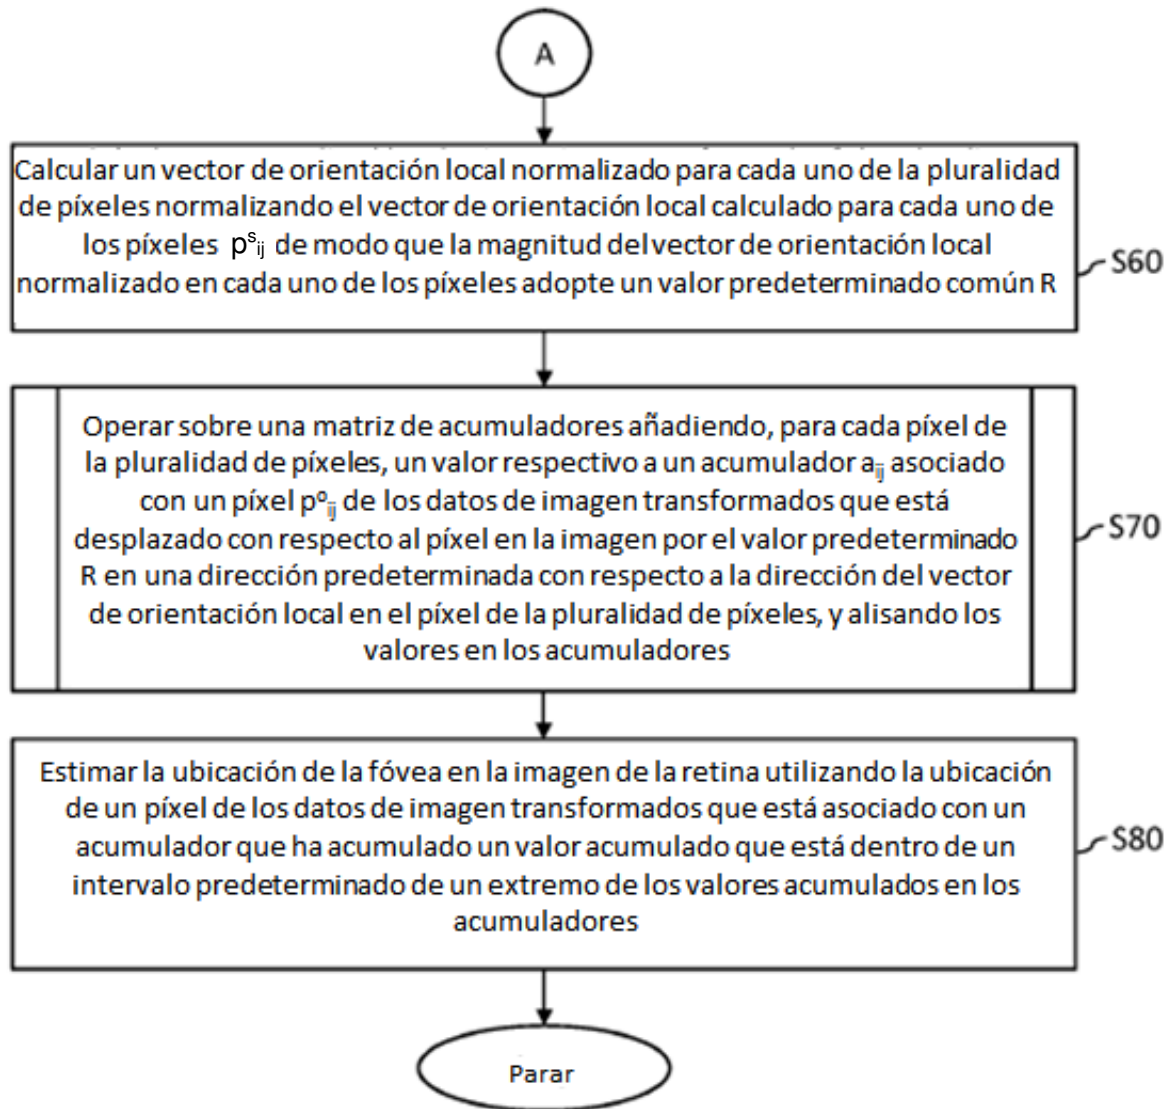 A
Calcular un vector de orientación local normalizado para cada uno de la pluralidad
de píxeles normalizando el vector de orientación local calculado para cada uno de
los píxeles pˢᵢⱼ de modo que la magnitud del vector de orientación local
normalizado en cada uno de los píxeles adopte un valor predeterminado común R
S60
Operar sobre una matriz de acumuladores añadiendo, para cada píxel de
la pluralidad de píxeles, un valor respectivo a un acumulador aᵢⱼ asociado
con un píxel pᵒᵢⱼ de los datos de imagen transformados que está
desplazado con respecto al píxel en la imagen por el valor predeterminado
R en una dirección predeterminada con respecto a la dirección del vector
de orientación local en el píxel de la pluralidad de píxeles, y alisando los
valores en los acumuladores
S70
Estimar la ubicación de la fóvea en la imagen de la retina utilizando la ubicación
de un píxel de los datos de imagen transformados que está asociado con un
acumulador que ha acumulado un valor acumulado que está dentro de un
intervalo predeterminado de un extremo de los valores acumulados en los
acumuladores
S80
Parar